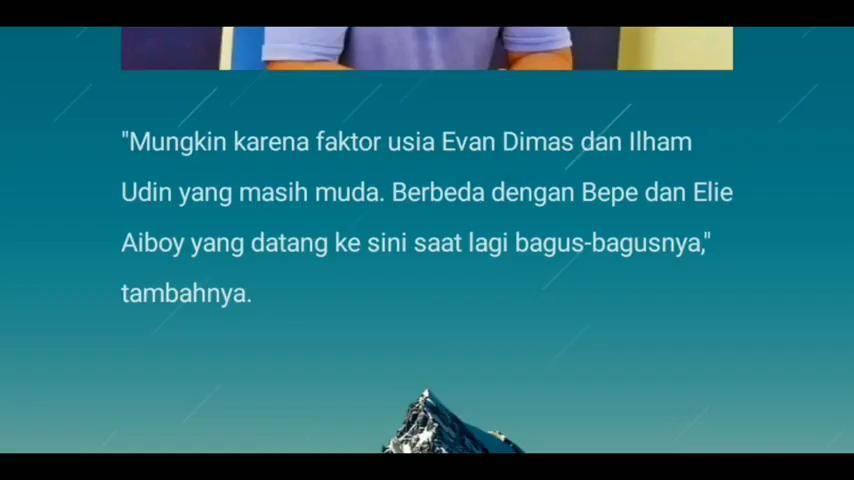 "Mungkin karena faktor usia Evan Dimas dan Ilham
Udin yang masih muda. Berbeda dengan Bepe dan Elie
Aiboy yang datang ke sini saat lagi bagus-bagusnya,"
tambahnya.